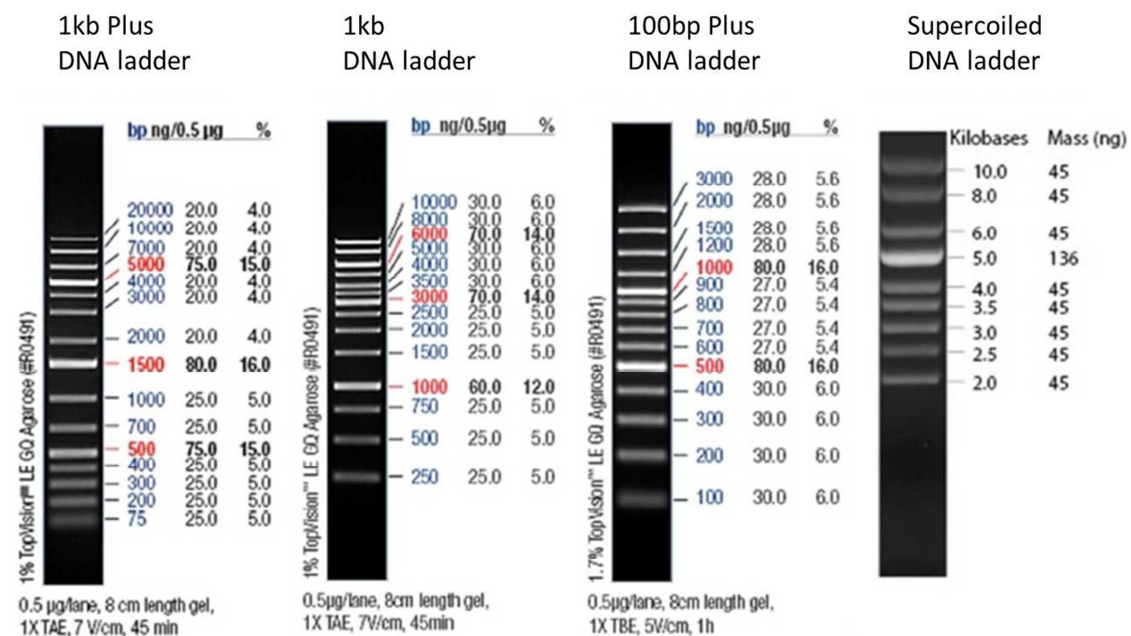 1kb Plus
DNA ladder
bp ng/0.5 µg %
20000 20.0 4.0
10000 20.0 4.0
7000 20.0 4.0
5000 75.0 15.0
4000 20.0 4.0
3000 20.0 4.0
2000 20.0 4.0
1500 80.0 16.0
1000 25.0 5.0
700 25.0 5.0
500 75.0 15.0
400 25.0 5.0
300 25.0 5.0
200 25.0 5.0
75 25.0 5.0
1% TopVision™ LE GQ Agarose (#R0491)
0.5 µg/lane, 8 cm length gel,
1X TAE, 7 V/cm, 45 min
1kb
DNA ladder
bp ng/0.5µg %
10000 30.0 6.0
8000 30.0 6.0
6000 70.0 14.0
5000 30.0 6.0
4000 30.0 6.0
3500 30.0 6.0
3000 70.0 14.0
2500 25.0 5.0
2000 25.0 5.0
1500 25.0 5.0
1000 60.0 12.0
750 25.0 5.0
500 25.0 5.0
250 25.0 5.0
1% TopVision™ LE GQ Agarose (#R0491)
0.5µg/lane, 8cm length gel,
1X TAE, 7V/cm, 45min
100bp Plus
DNA ladder
bp ng/0.5µg %
3000 28.0 5.6
2000 28.0 5.6
1500 28.0 5.6
1200 28.0 5.6
1000 80.0 16.0
900 27.0 5.4
800 27.0 5.4
700 27.0 5.4
600 27.0 5.4
500 80.0 16.0
400 30.0 6.0
300 30.0 6.0
200 30.0 6.0
100 30.0 6.0
1.7% TopVision™ LE GQ Agarose (#R0491)
0.5µg/lane, 8cm length gel,
1X TBE, 5V/cm, 1h
Supercoiled
DNA ladder
Kilobases Mass (ng)
10.0 45
8.0 45
6.0 45
5.0 136
4.0 45
3.5 45
3.0 45
2.5 45
2.0 45